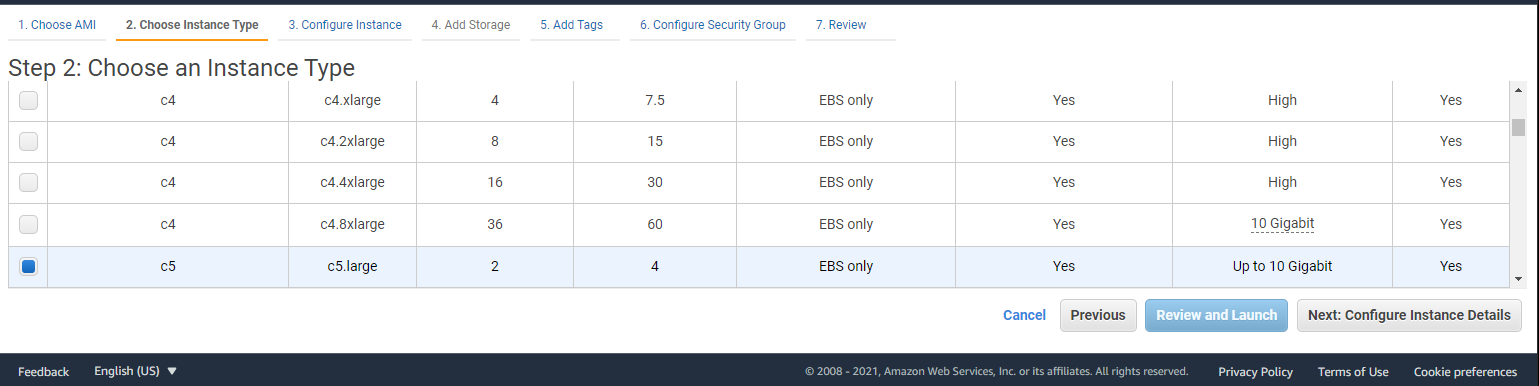 1. Choose AMI 2. Choose Instance Type 3. Configure Instance 4. Add Storage 5. Add Tags 6. Configure Security Group 7. Review
Step 2: Choose an Instance Type
c4 c4.xlarge 4 7.5 EBS only Yes High Yes
c4 c4.2xlarge 8 15 EBS only Yes High Yes
c4 c4.4xlarge 16 30 EBS only Yes High Yes
c4 c4.8xlarge 36 60 EBS only Yes 10 Gigabit Yes
c5 c5.large 2 4 EBS only Yes Up to 10 Gigabit Yes
Cancel Previous Review and Launch Next: Configure Instance Details
Feedback English (US) © 2008 - 2021, Amazon Web Services, Inc. or its affiliates. All rights reserved. Privacy Policy Terms of Use Cookie preferences